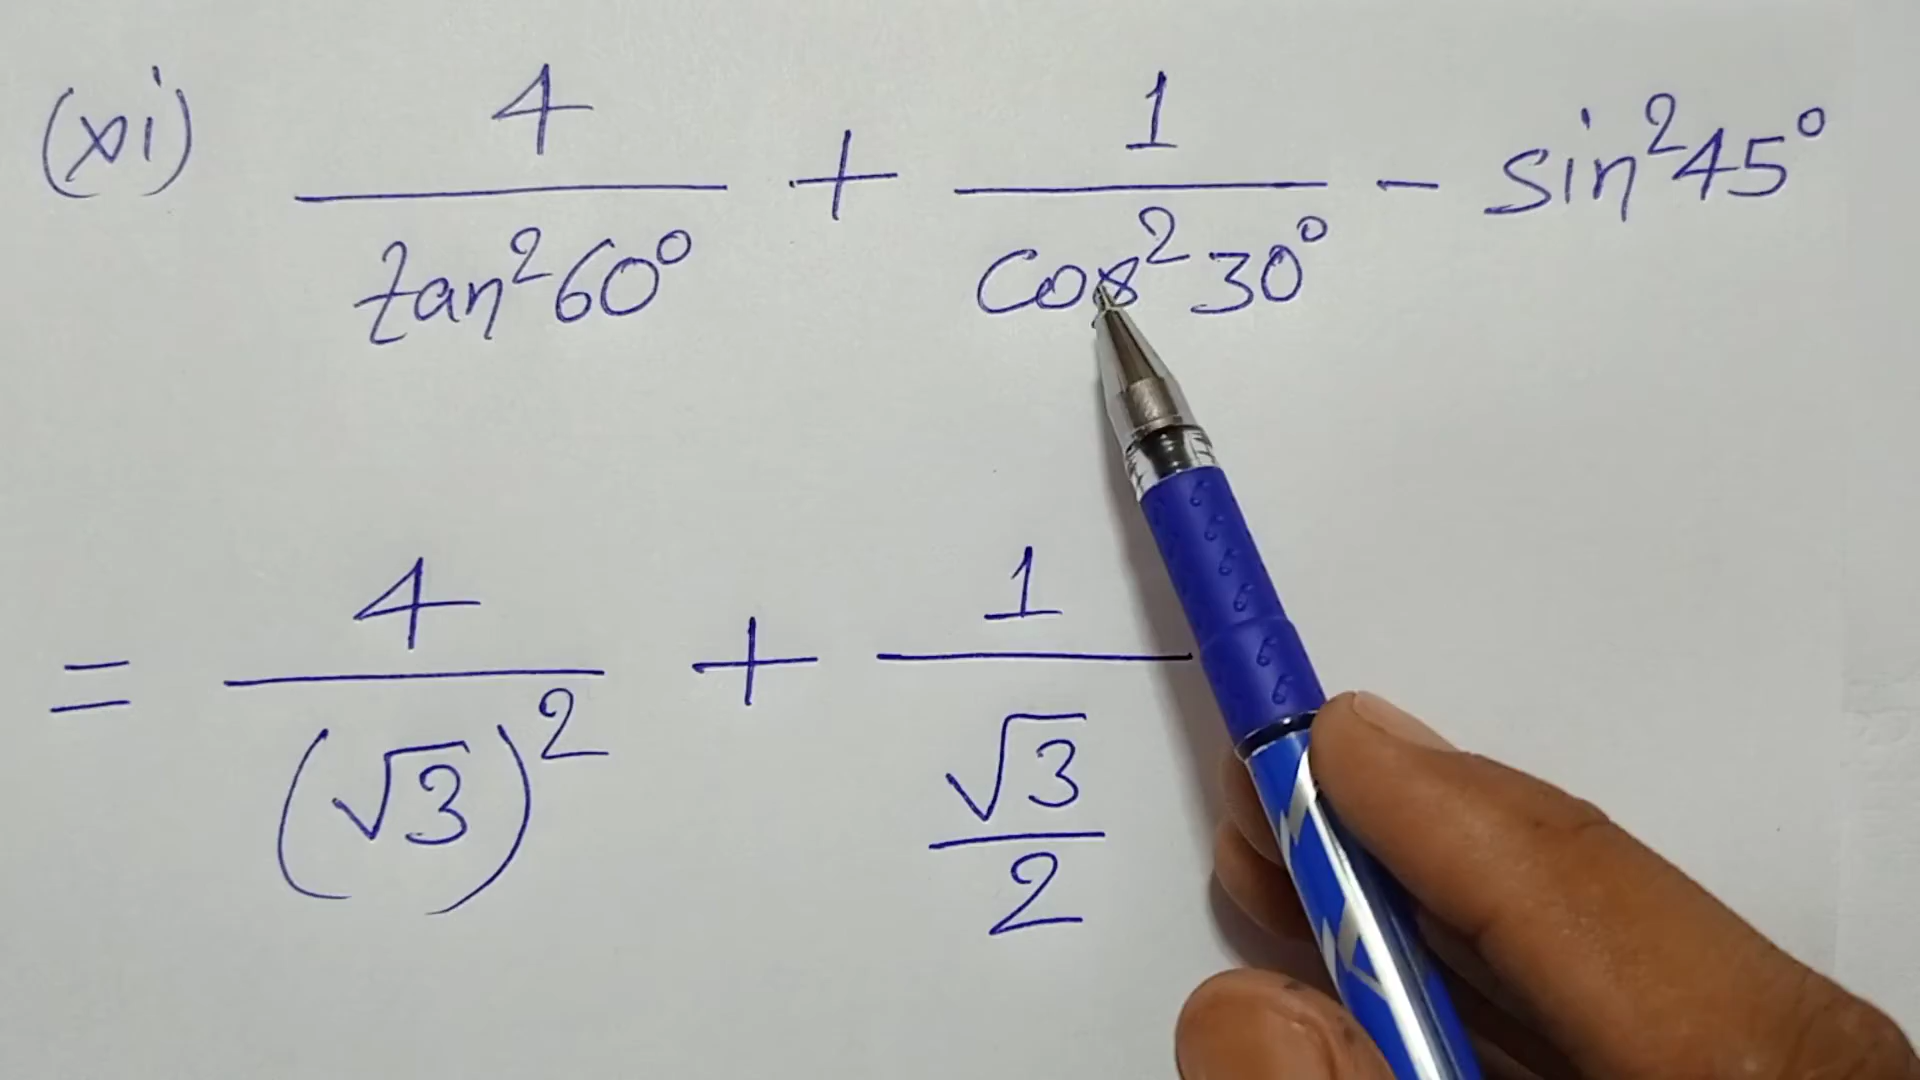 (xi) 4/tan²60° + 1/cos²30° - sin²45°
= 4/(√3)² + 1/(√3/2)